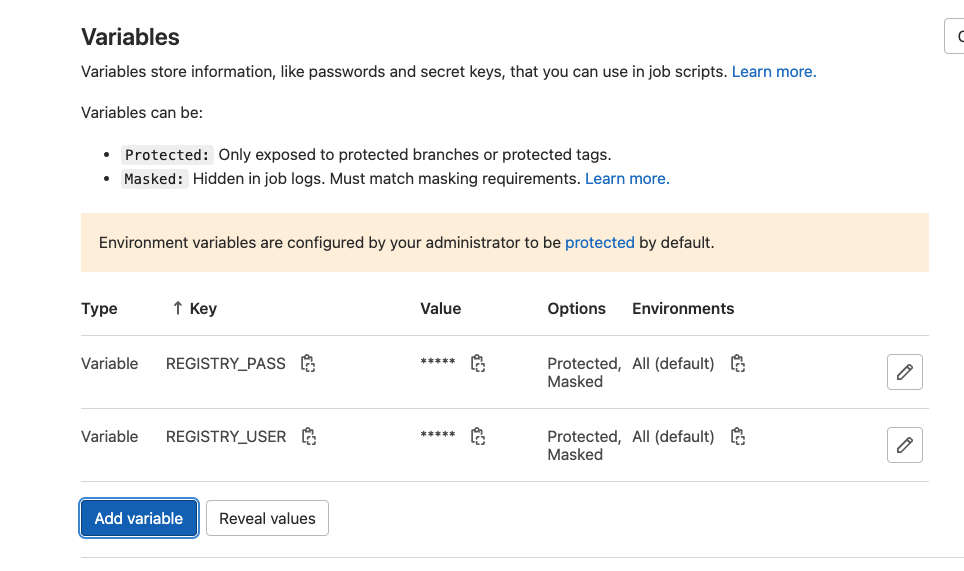 Variables
Variables store information, like passwords and secret keys, that you can use in job scripts. Learn more.
Variables can be:
Protected: Only exposed to protected branches or protected tags.
Masked: Hidden in job logs. Must match masking requirements. Learn more.
Environment variables are configured by your administrator to be protected by default.
Type ↑ Key Value Options Environments
Variable REGISTRY_PASS ***** Protected, All (default)
Masked
Variable REGISTRY_USER ***** Protected, All (default)
Masked
Add variable Reveal values